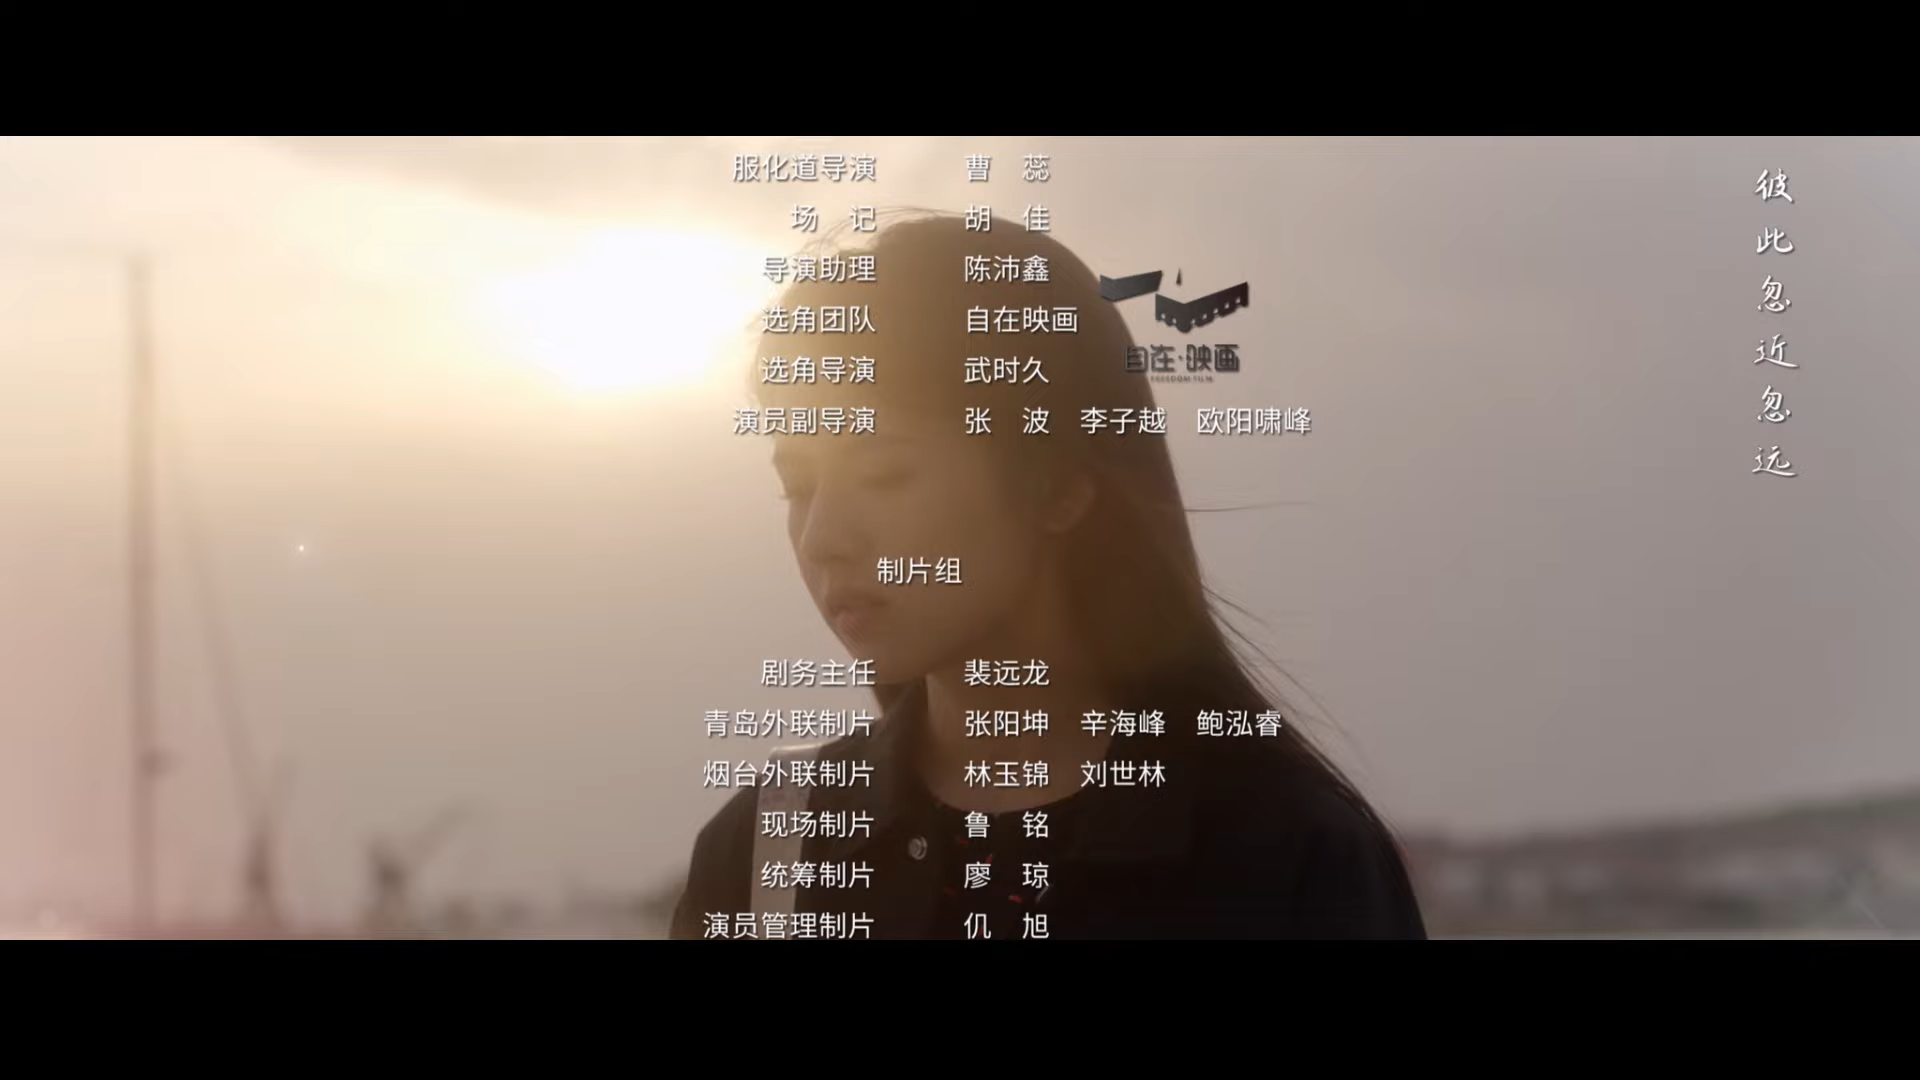 服化道导演 曹 蕊
场 记 胡 佳
导演助理 陈沛鑫
选角团队 自在映画
自在·映画
FREEDOM FILM
选角导演 武时久
演员副导演 张 波 李子越 欧阳啸峰
制片组
剧务主任 裴远龙
青岛外联制片 张阳坤 辛海峰 鲍泓睿
烟台外联制片 林玉锦 刘世林
现场制片 鲁 铭
统筹制片 廖 琼
演员管理制片 仉 旭
彼此忽近忽远